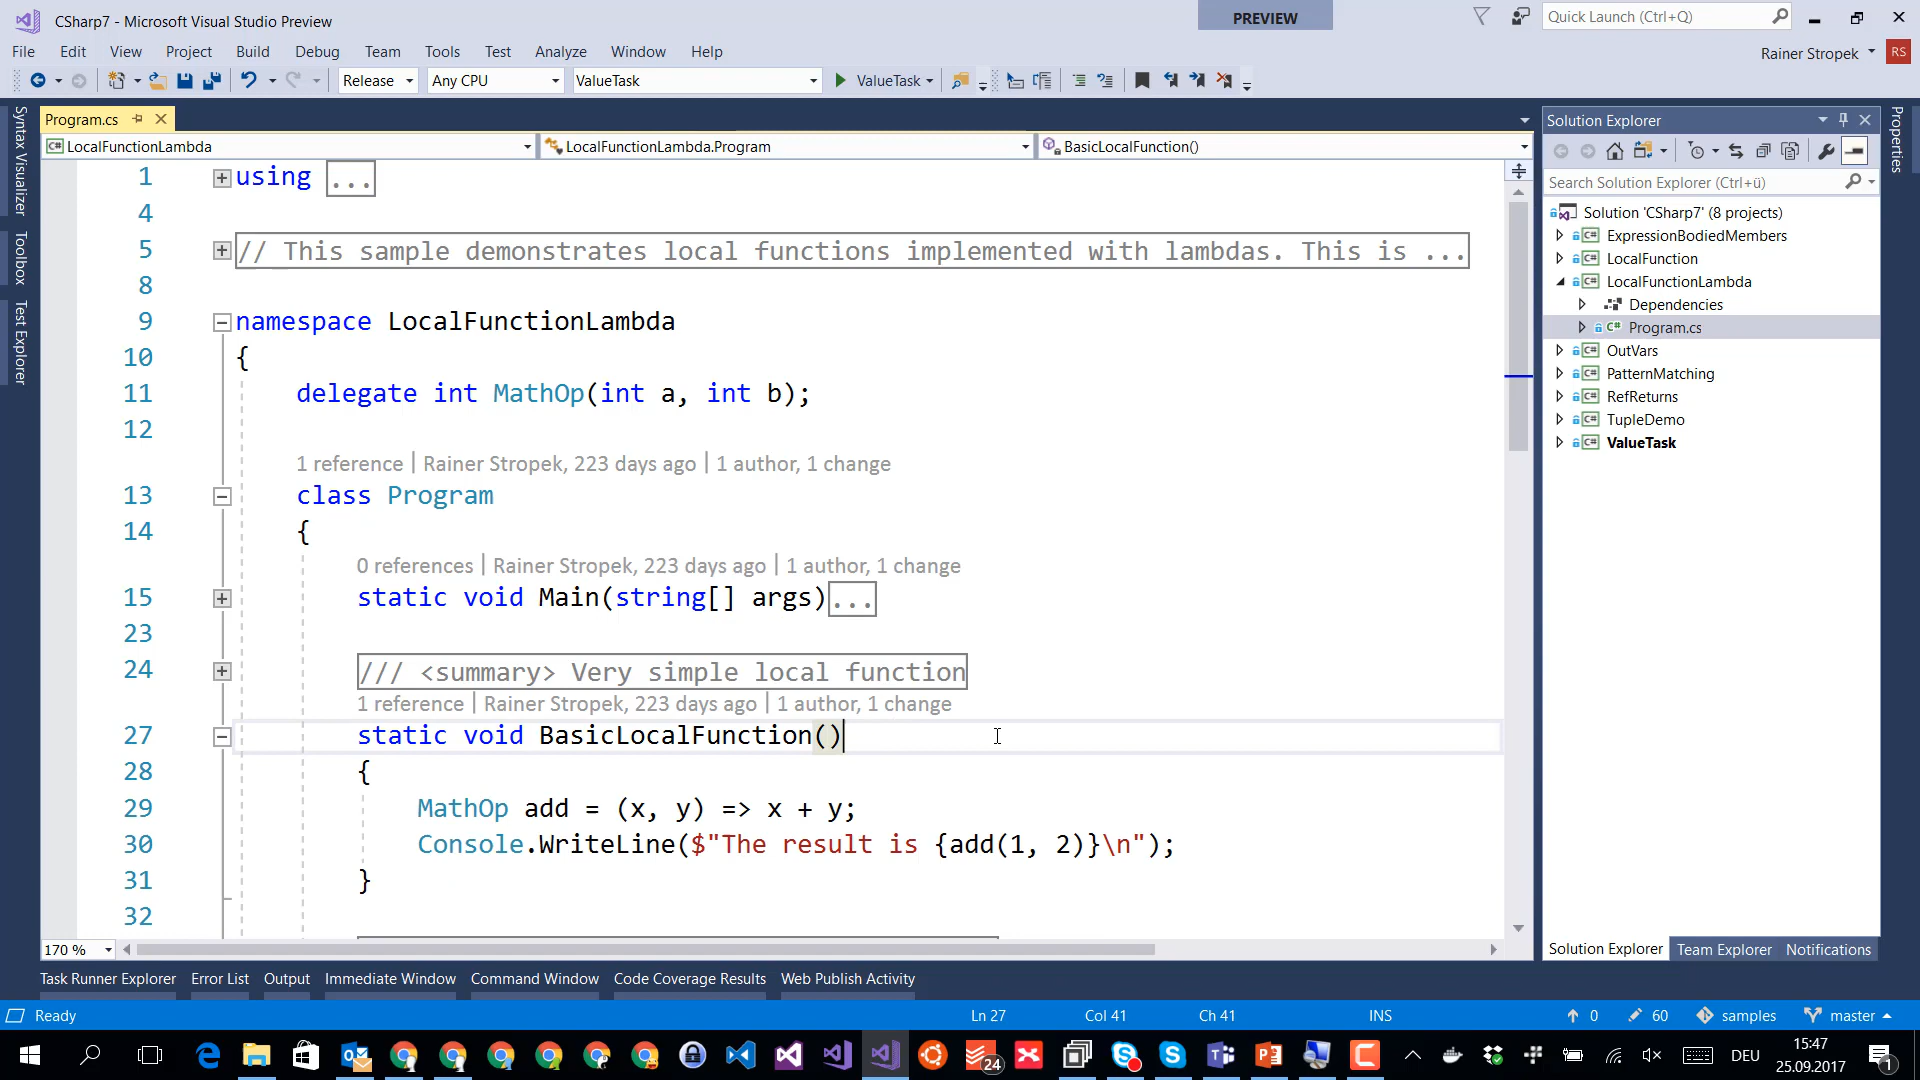 CSharp7 - Microsoft Visual Studio Preview
PREVIEW
Quick Launch (Ctrl+Q)
File Edit View Project Build Debug Team Tools Test Analyze Window Help
Rainer Stropek RS
Release Any CPU ValueTask ValueTask
Syntax Visualizer
Toolbox
Test Explorer
Program.cs
LocalFunctionLambda LocalFunctionLambda.Program BasicLocalFunction()
1 using ...
4
5 // This sample demonstrates local functions implemented with lambdas. This is ...
8
9 namespace LocalFunctionLambda
10 {
11 delegate int MathOp(int a, int b);
12
1 reference | Rainer Stropek, 223 days ago | 1 author, 1 change
13 class Program
14 {
0 references | Rainer Stropek, 223 days ago | 1 author, 1 change
15 static void Main(string[] args)...
23
24 /// <summary> Very simple local function
1 reference | Rainer Stropek, 223 days ago | 1 author, 1 change
27 static void BasicLocalFunction()
28 {
29 MathOp add = (x, y) => x + y;
30 Console.WriteLine($"The result is {add(1, 2)}\n");
31 }
32
170 %
Solution Explorer
Search Solution Explorer (Ctrl+ü)
Solution 'CSharp7' (8 projects)
C# ExpressionBodiedMembers
C# LocalFunction
C# LocalFunctionLambda
Dependencies
C# Program.cs
C# OutVars
C# PatternMatching
C# RefReturns
C# TupleDemo
C# ValueTask
Solution Explorer Team Explorer Notifications
Properties
Task Runner Explorer Error List Output Immediate Window Command Window Code Coverage Results Web Publish Activity
Ready Ln 27 Col 41 Ch 41 INS 0 60 samples master
24
DEU
15:47
25.09.2017
1